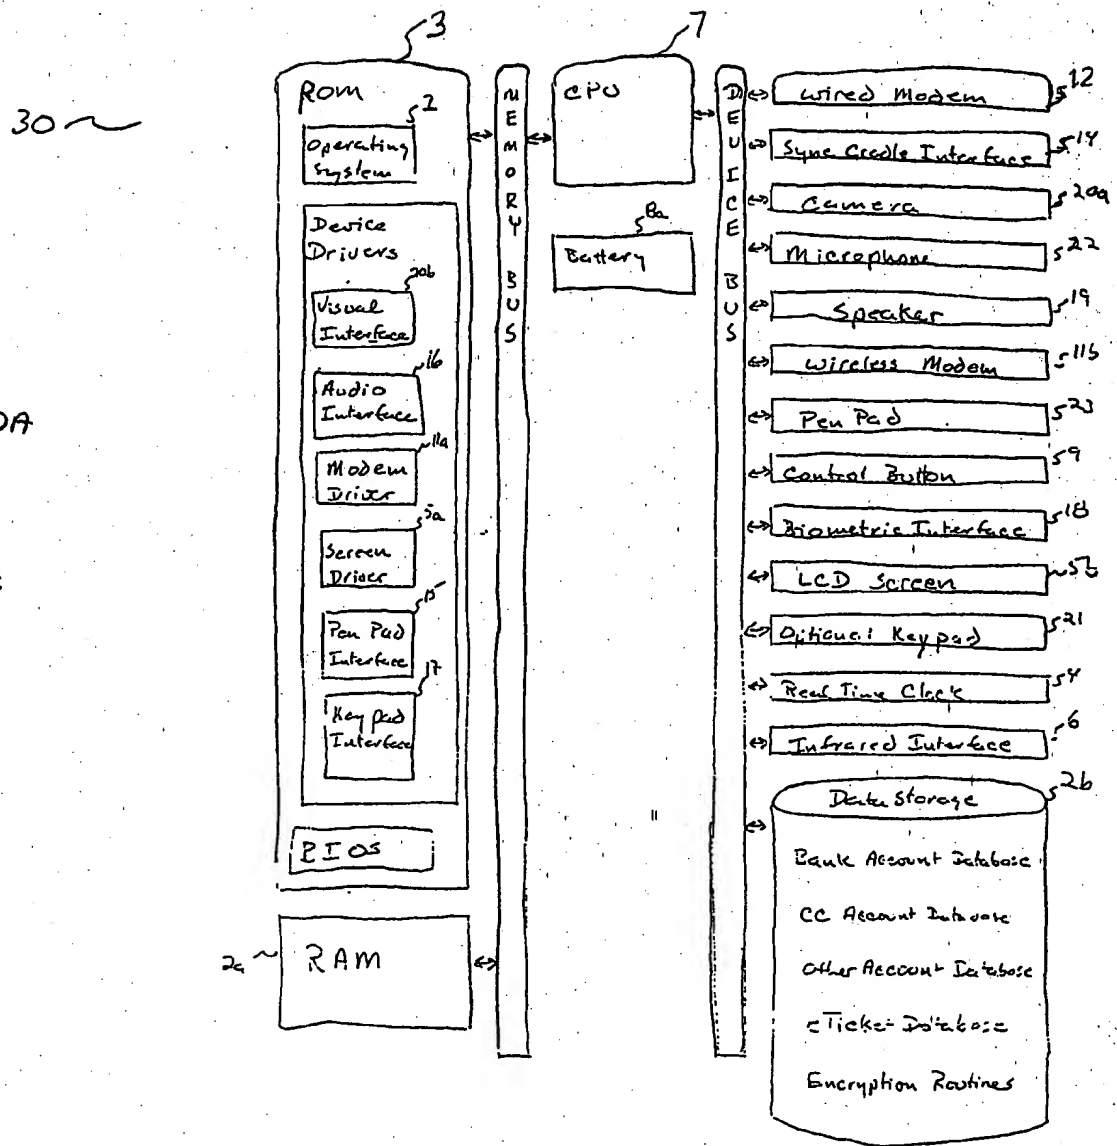 30
3
ROM
2
Operating
System
Device
Drivers
20b
Visual
Interface
16
Audio
Interface
11a
Modem
Driver
5a
Screen
Driver
15
Pen Pad
Interface
17
Key pad
Interface
BIOS
2a
RAM
MEMORY BUS
7
CPU
8a
Battery
DEVICE BUS
Wired Modem
12
Sync Cradle Interface
14
Camera
20a
Microphone
22
Speaker
19
Wireless Modem
11b
Pen Pad
23
Control Button
9
Biometric Interface
18
LCD Screen
5b
Optional Keypad
21
Real Time Clock
4
Infrared Interface
6
Data Storage
2b
Bank Account Database
CC Account Database
Other Account Database
eTicket Database
Encryption Routines